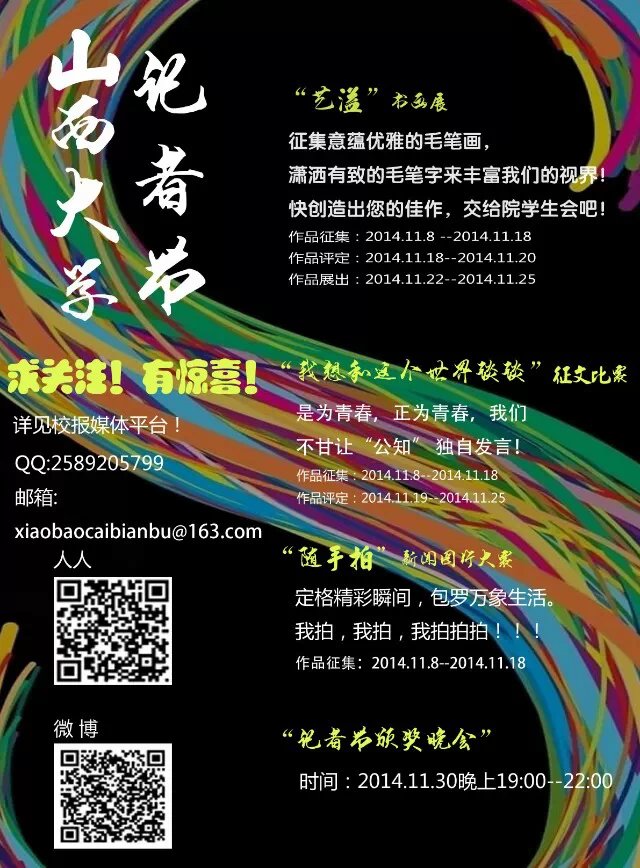 山西大学
记者节
“艺溢”书画展
征集意蕴优雅的毛笔画，
潇洒有致的毛笔字来丰富我们的视界！
快创造出您的佳作，交给院学生会吧！
作品征集：2014.11.8 --2014.11.18
作品评定：2014.11.18--2014.11.20
作品展出：2014.11.22--2014.11.25
求关注！有惊喜！
详见校报媒体平台！
QQ:2589205799
邮箱:
xiaobaocaibianbu@163.com
人人
微 博
“我想和这个世界谈谈”征文比赛
是为青春，正为青春，我们
不甘让“公知” 独自发言！
作品征集：2014.11.8--2014.11.18
作品评定：2014.11.19--2014.11.25
“随手拍”新闻图片大赛
定格精彩瞬间，包罗万象生活。
我拍，我拍，我拍拍拍！！！
作品征集：2014.11.8--2014.11.18
“记者节颁奖晚会”
时间：2014.11.30晚上19:00--22:00